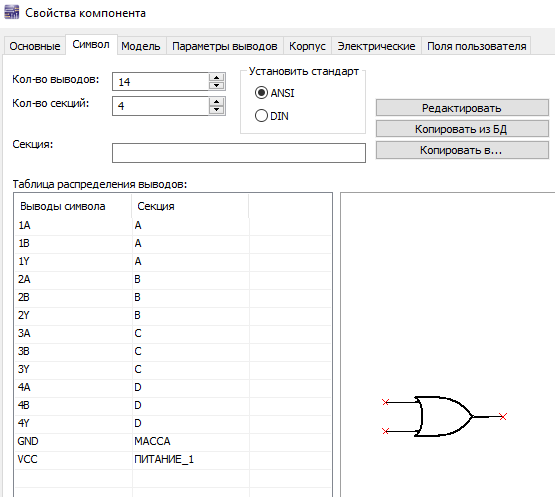 Свойства компонента
Основные Символ Модель Параметры выводов Корпус Электрические Поля пользователя
Кол-во выводов: 14
Кол-во секций: 4
Установить стандарт
ANSI
DIN
Редактировать
Копировать из БД
Копировать в...
Секция:
Таблица распределения выводов:
Выводы символа Секция
1A A
1B A
1Y A
2A B
2B B
2Y B
3A C
3B C
3Y C
4A D
4B D
4Y D
GND МАССА
VCC ПИТАНИЕ_1